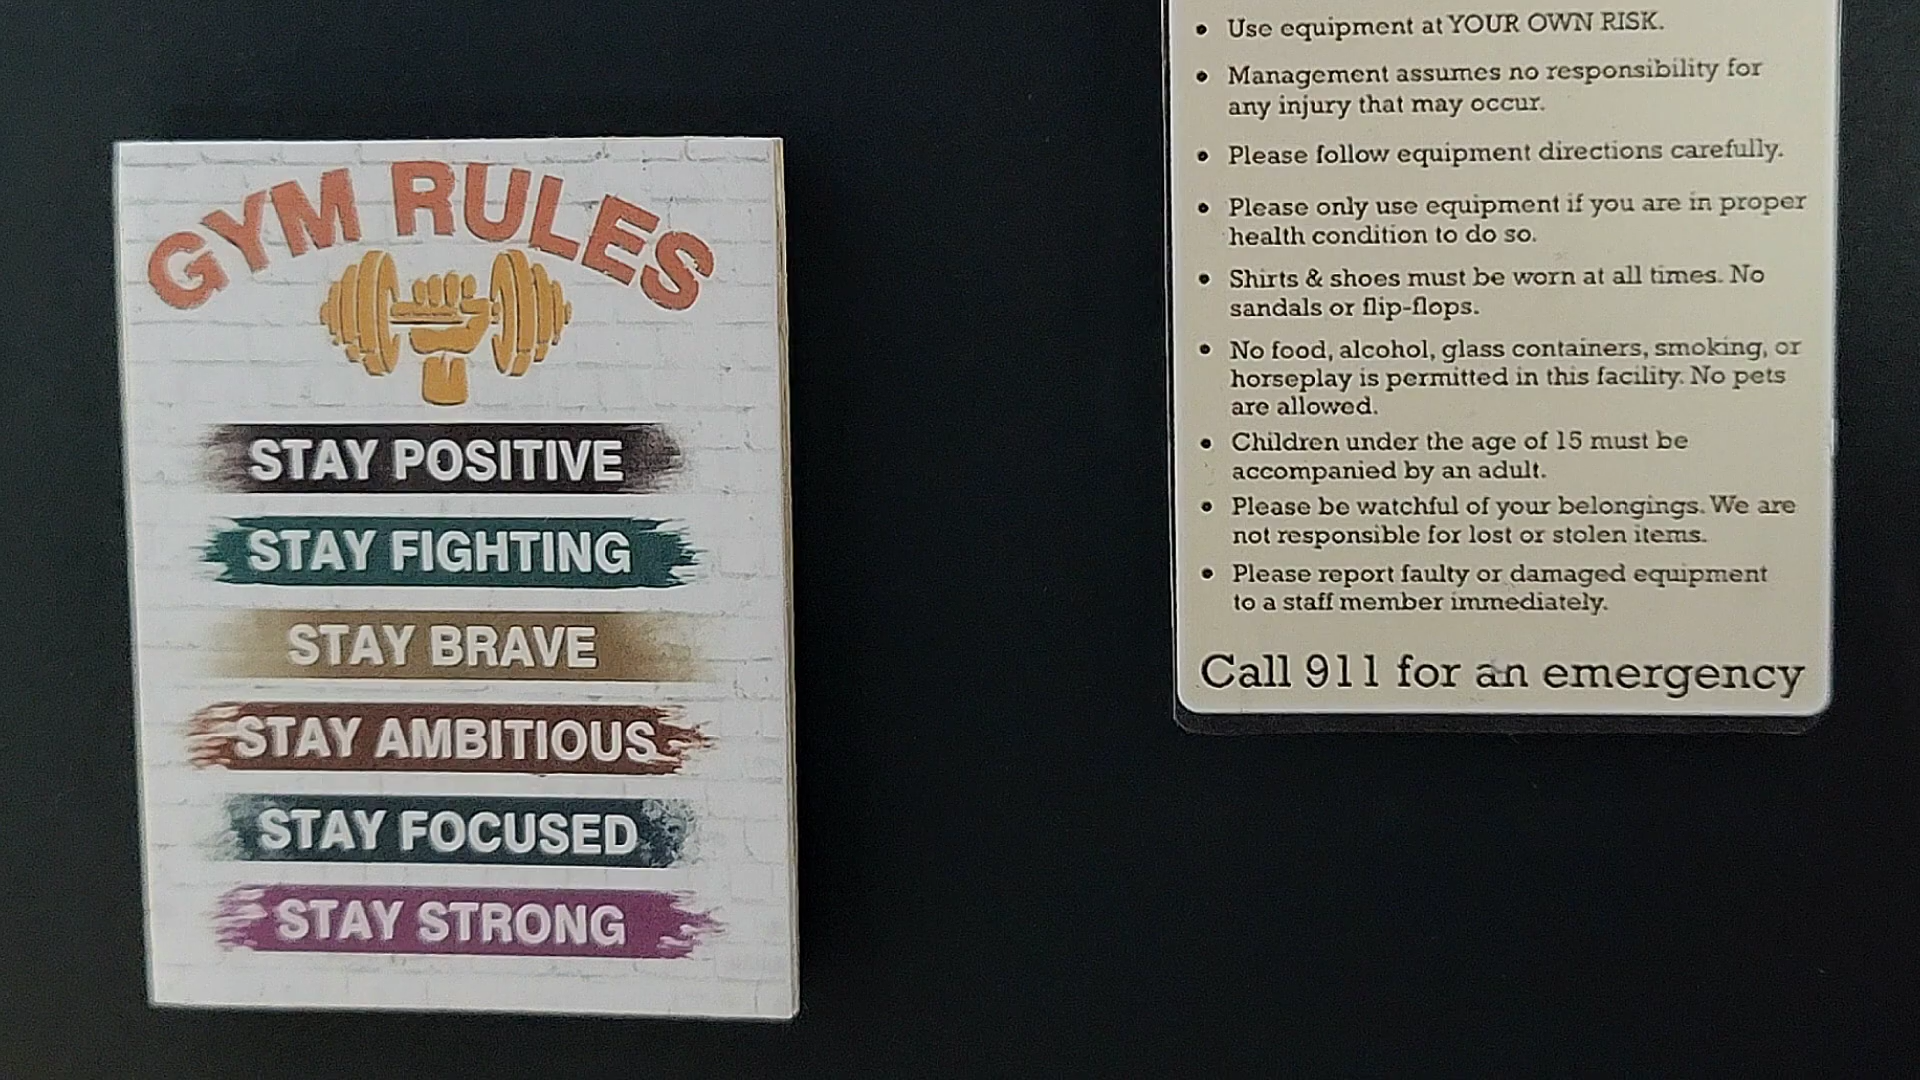 GYM RULES
STAY POSITIVE
STAY FIGHTING
STAY BRAVE
STAY AMBITIOUS
STAY FOCUSED
STAY STRONG
• Use equipment at YOUR OWN RISK.
• Management assumes no responsibility for
any injury that may occur.
• Please follow equipment directions carefully.
• Please only use equipment if you are in proper
health condition to do so.
• Shirts & shoes must be worn at all times. No
sandals or flip-flops.
• No food, alcohol, glass containers, smoking, or
horseplay is permitted in this facility. No pets
are allowed.
• Children under the age of 15 must be
accompanied by an adult.
• Please be watchful of your belongings. We are
not responsible for lost or stolen items.
• Please report faulty or damaged equipment
to a staff member immediately.
Call 911 for an emergency